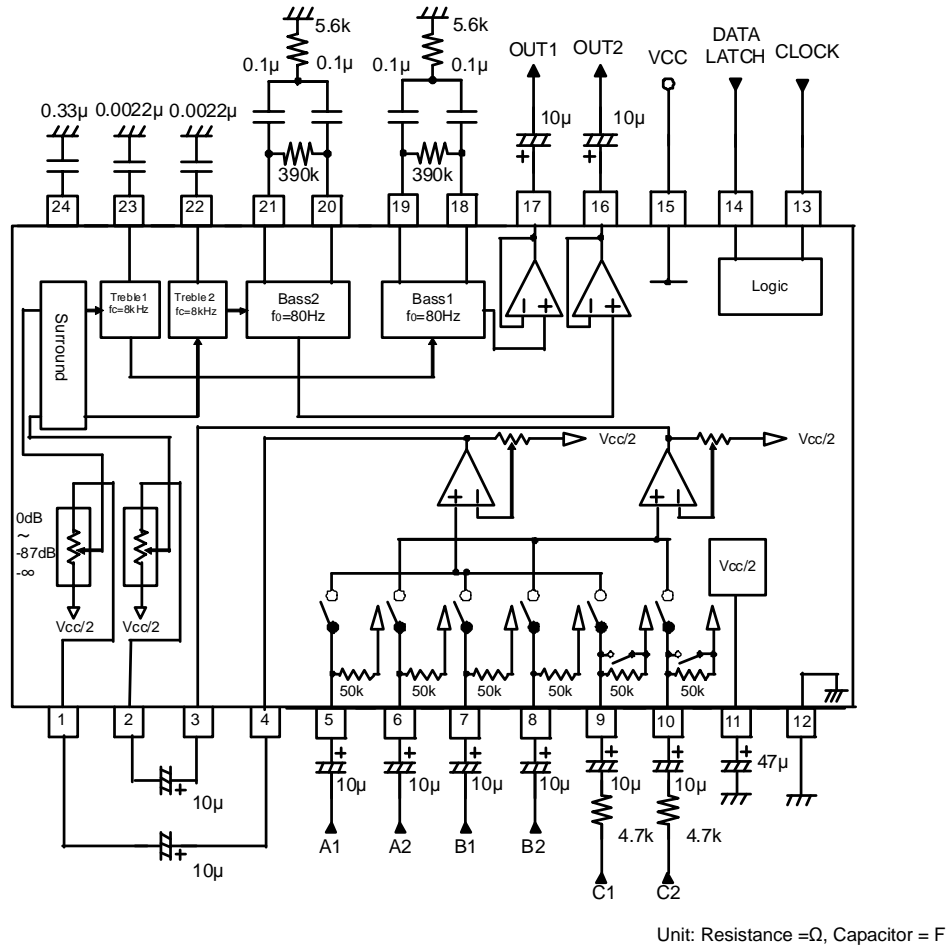 5.6k 5.6k
OUT1 OUT2 VCC DATA LATCH CLOCK
0.1μ 0.1μ 0.1μ 0.1μ
0.33μ 0.0022μ 0.0022μ
10μ 10μ
+ +
390k 390k
24 23 22 21 20 19 18 17 16 15 14 13
Surround
Treble1
fc=8kHz
Treble2
fc=8kHz
Bass2
f0=80Hz
Bass1
f0=80Hz
Logic
Vcc/2 Vcc/2
0dB
~
-87dB
-∞
Vcc/2 Vcc/2
Vcc/2
50k 50k 50k 50k 50k 50k
1 2 3 4 5 6 7 8 9 10 11 12
+ + + + + + +
10μ 10μ 10μ 10μ 10μ 10μ 47μ
+
10μ
+
10μ
4.7k 4.7k
A1 A2 B1 B2
C1 C2
Unit: Resistance =Ω, Capacitor = F